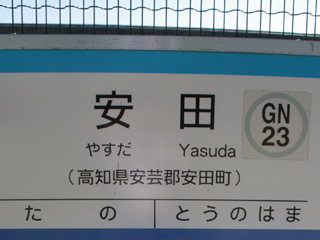 安田
GN
23
やすだ Yasuda
（高知県安芸郡安田町）
たの とうのはま